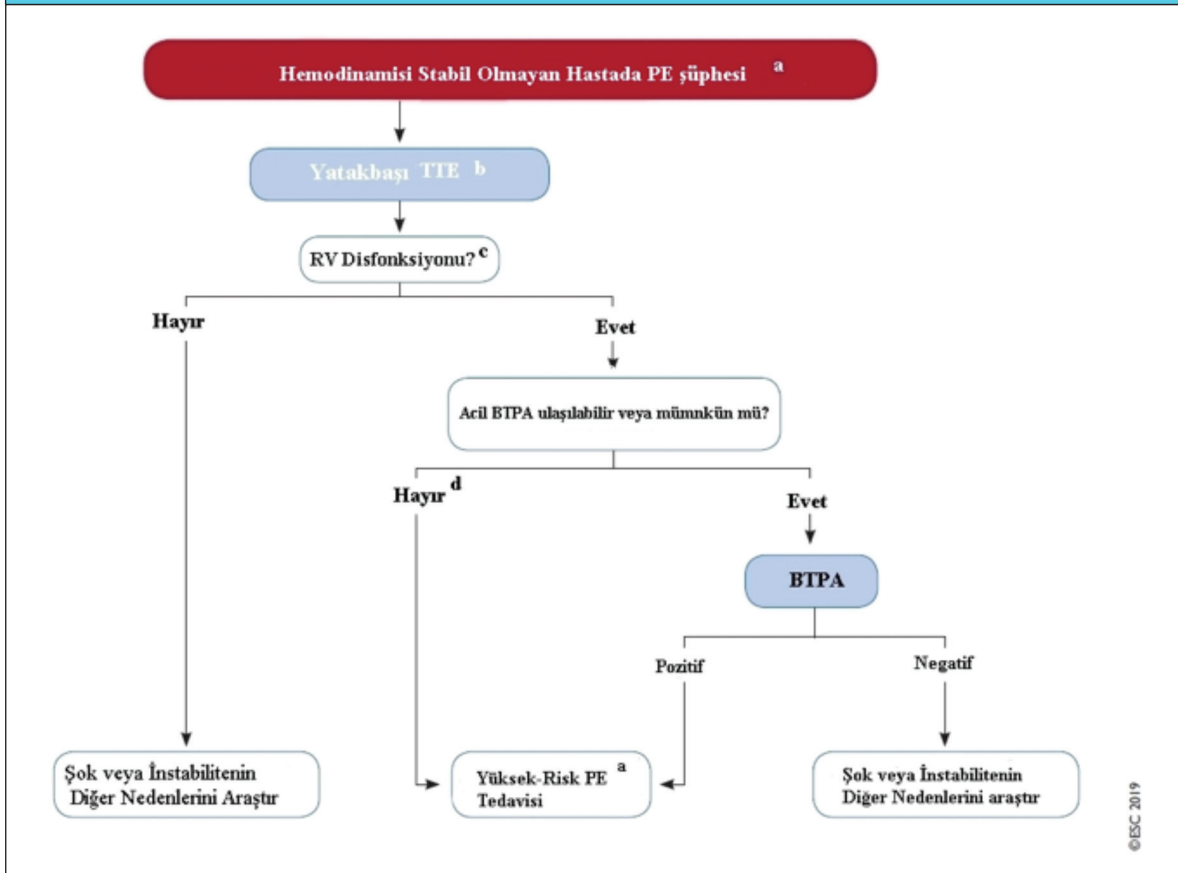 Hemodinamisi Stabil Olmayan Hastada PE şüphesi a
Yatakbaşı TTE b
RV Disfonksiyonu? c
Hayır
Evet
Acil BTPA ulaşılabilir veya mümnkün mü?
Hayır d
Evet
BTPA
Pozitif
Negatif
Şok veya İnstabilitenin
Diğer Nedenlerini Araştır
Yüksek-Risk PE a
Tedavisi
Şok veya İnstabilitenin
Diğer Nedenlerini araştır
©ESC 2019